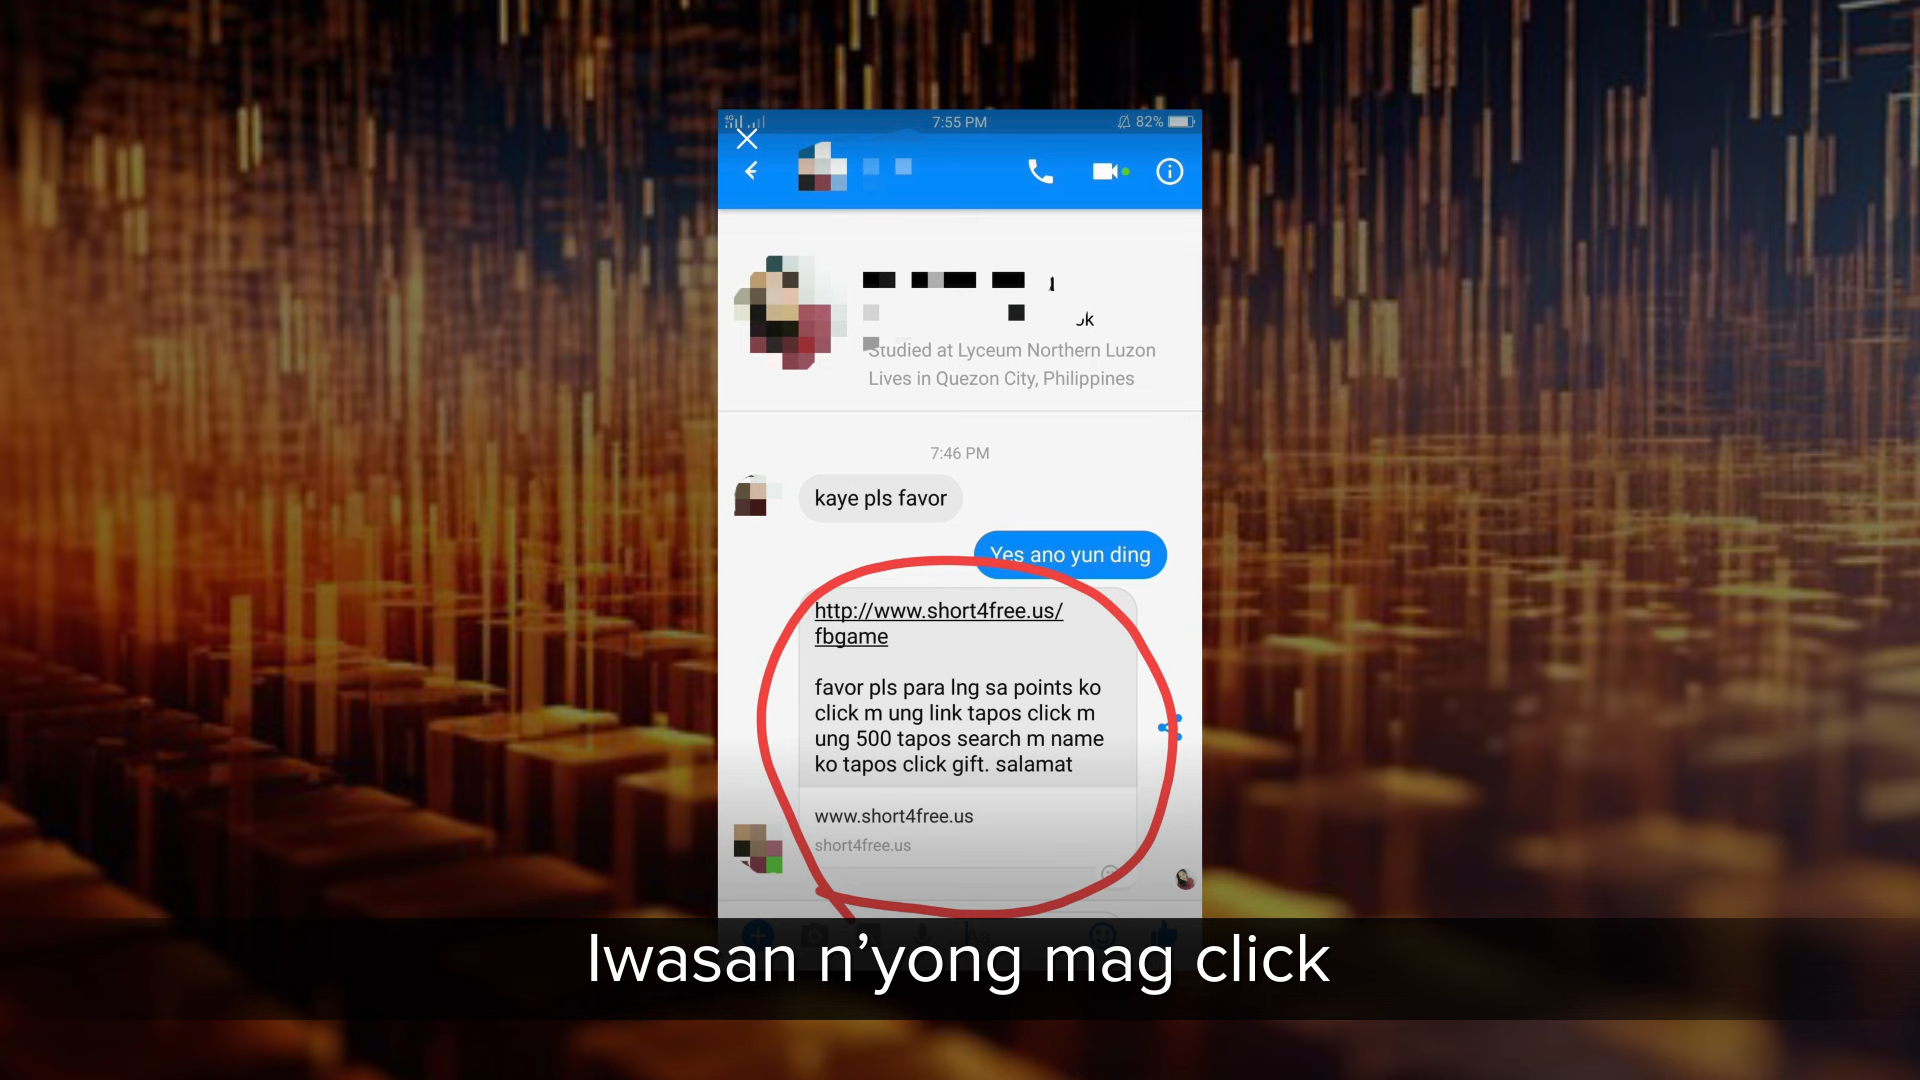 7:55 PM
82%
Studied at Lyceum Northern Luzon
Lives in Quezon City, Philippines
7:46 PM
kaye pls favor
Yes ano yun ding
http://www.short4free.us/
fbgame
favor pls para lng sa points ko
click m ung link tapos click m
ung 500 tapos search m name
ko tapos click gift. salamat
www.short4free.us
short4free.us
Aa
Iwasan n’yong mag click